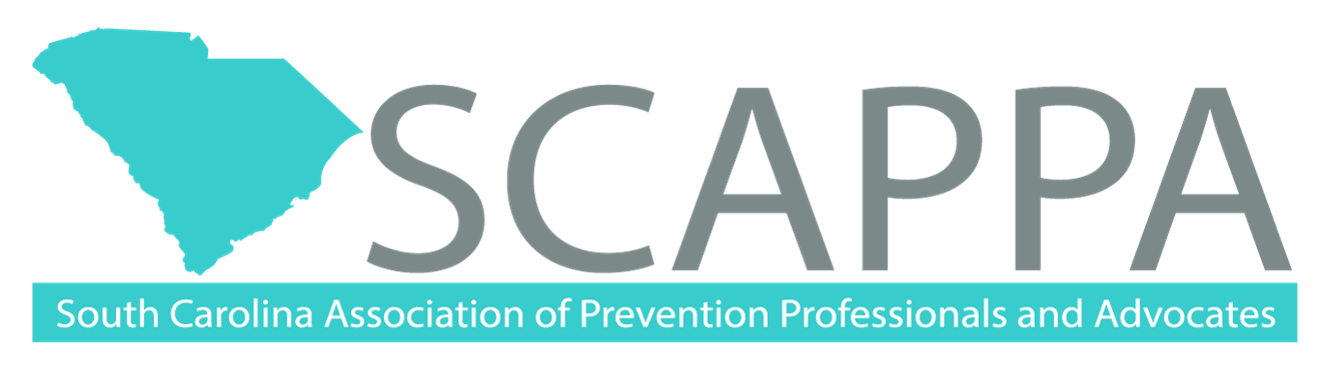 SCAPPA
South Carolina Association of Prevention Professionals and Advocates